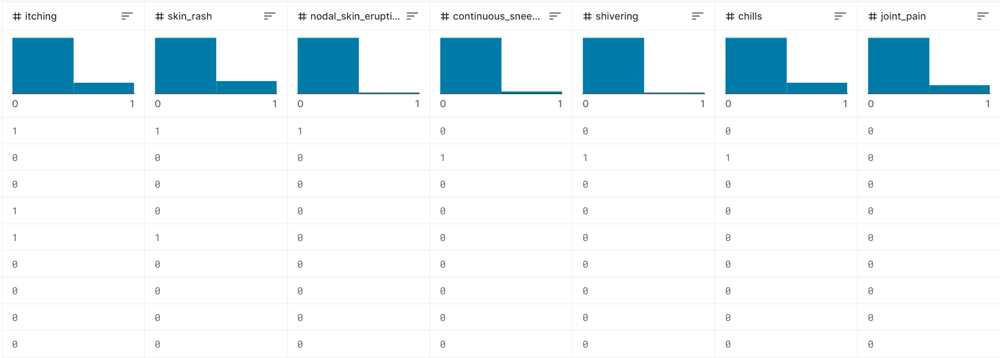 # itching # skin_rash # nodal_skin_erupti... # continuous_snee... # shivering # chills # joint_pain
0 1 0 1 0 1 0 1 0 1 0 1 0 1
1 1 1 0 0 0 0
0 0 0 1 1 1 0
0 0 0 0 0 0 0
1 0 0 0 0 0 0
1 1 0 0 0 0 0
0 0 0 0 0 0 0
0 0 0 0 0 0 0
0 0 0 0 0 0 0
0 0 0 0 0 0 0